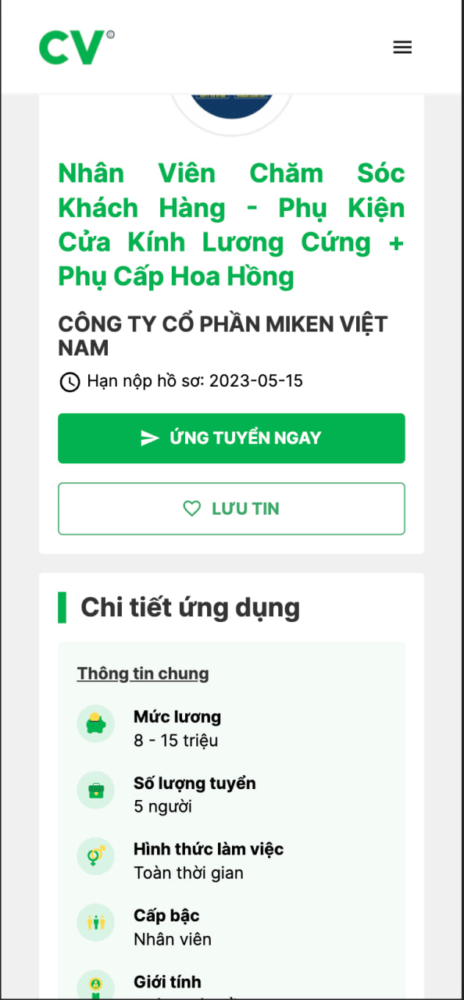 CV©
Nhân Viên Chăm Sóc
Khách Hàng - Phụ Kiện
Cửa Kính Lương Cứng +
Phụ Cấp Hoa Hồng
CÔNG TY CỔ PHẦN MIKEN VIỆT
NAM
Hạn nộp hồ sơ: 2023-05-15
ỨNG TUYỂN NGAY
LƯU TIN
Chi tiết ứng dụng
Thông tin chung
Mức lương
8 - 15 triệu
Số lượng tuyển
5 người
Hình thức làm việc
Toàn thời gian
Cấp bậc
Nhân viên
Giới tính